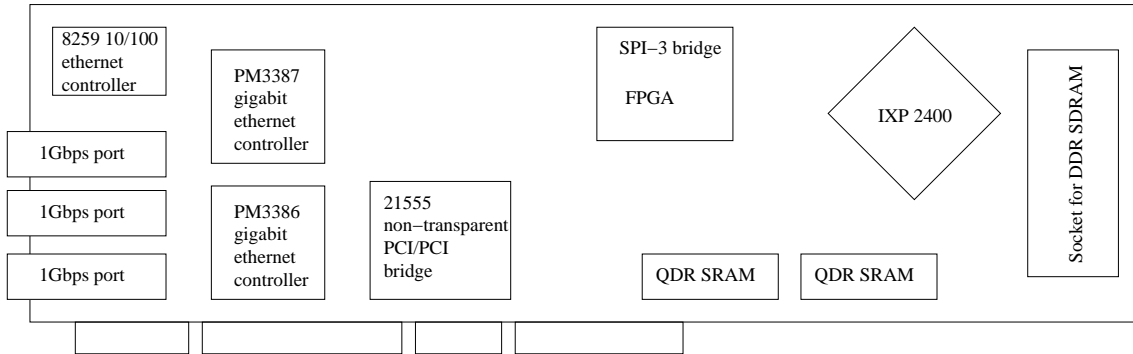 8259 10/100
ethernet
controller
PM3387
gigabit
ethernet
controller
SPI−3 bridge
FPGA
IXP 2400
Socket for DDR SDRAM
1Gbps port
1Gbps port
1Gbps port
PM3386
gigabit
ethernet
controller
21555
non−transparent
PCI/PCI
bridge
QDR SRAM
QDR SRAM